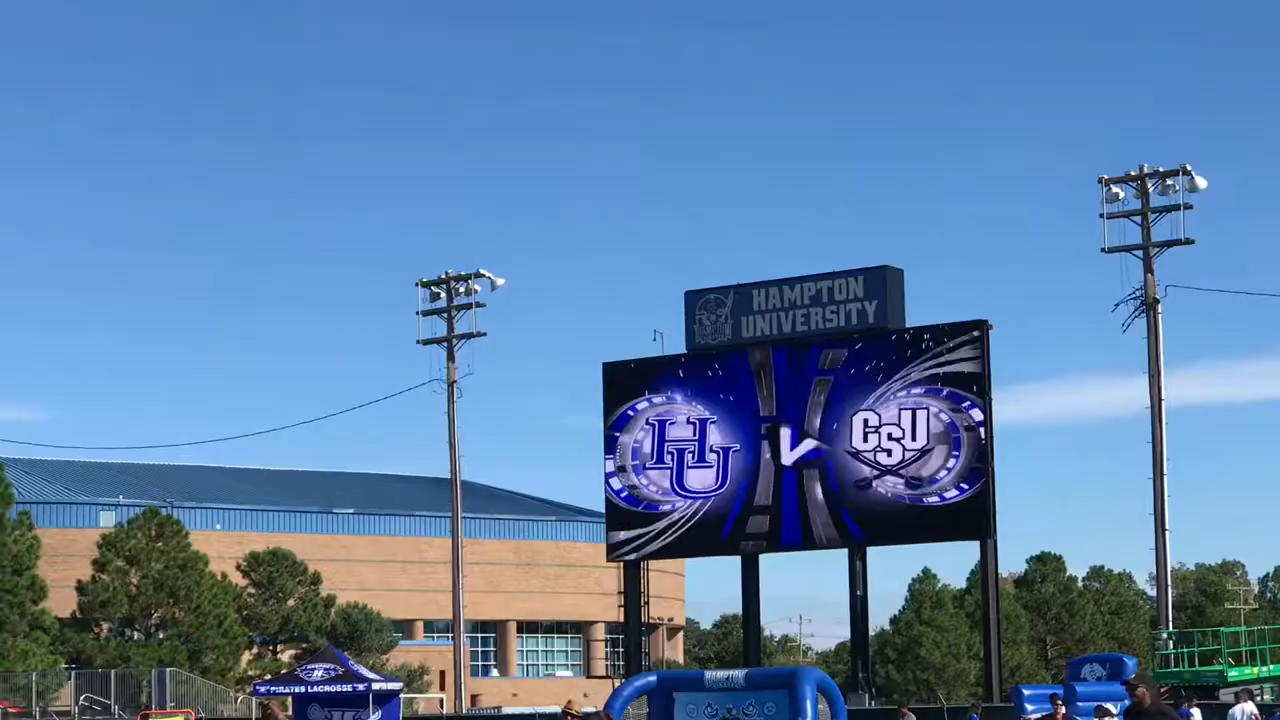 HAMPTON
UNIVERSITY
HU
V
CSU
PIRATES LACROSSE
HAMPTON